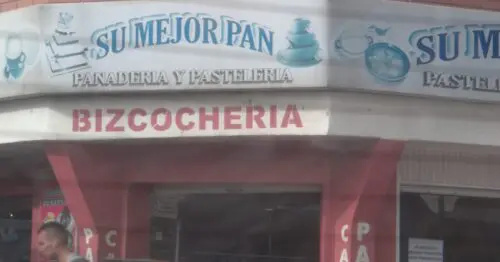 SU MEJOR PAN
PANADERIA Y PASTELERIA
SU M
PASTEL
BIZCOCHERIA